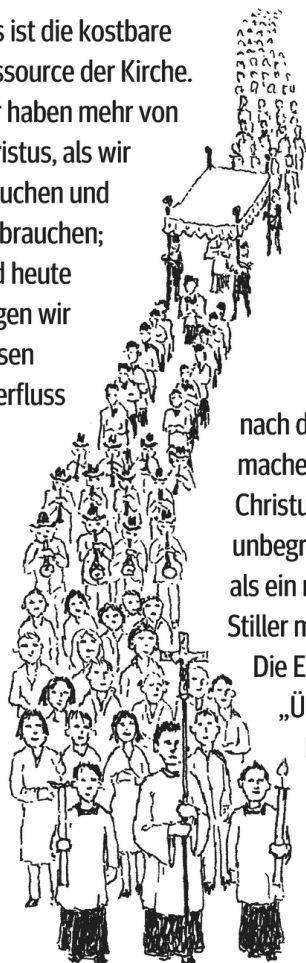 s ist die kostbare
ssource der Kirche.
r haben mehr von
ristus, als wir
uchen und
brauchen;
d heute
gen wir
sen
erfluss
nach d
mache
Christu
unbegr
als ein
Stiller m
Die E
„Ü